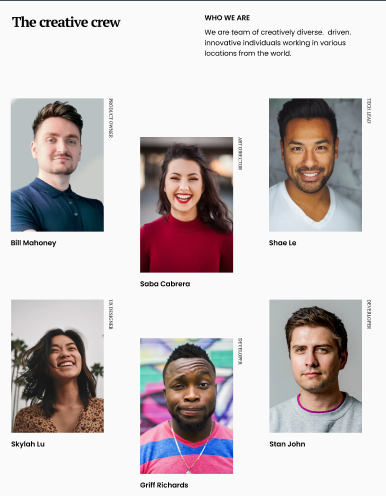 The creative crew
WHO WE ARE
We are team of creatively diverse. driven.
innovative individuals working in various
locations from the world.
PRODUCT OWNER
Bill Mahoney
ART DIRECTOR
Saba Cabrera
TECH LEAD
Shae Le
UX DESIGNER
Skylah Lu
DEVELOPER
Griff Richards
DEVELOPER
Stan John